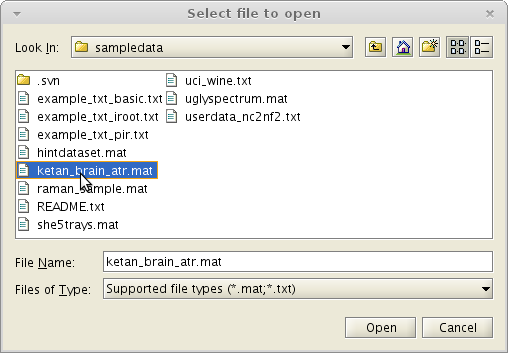 Select file to open
Look In: sampledata
.svn
example_txt_basic.txt
example_txt_iroot.txt
example_txt_pir.txt
hintdataset.mat
ketan_brain_atr.mat
raman_sample.mat
README.txt
she5trays.mat
uci_wine.txt
uglyspectrum.mat
userdata_nc2nf2.txt
File Name: ketan_brain_atr.mat
Files of Type: Supported file types (*.mat;*.txt)
Open Cancel